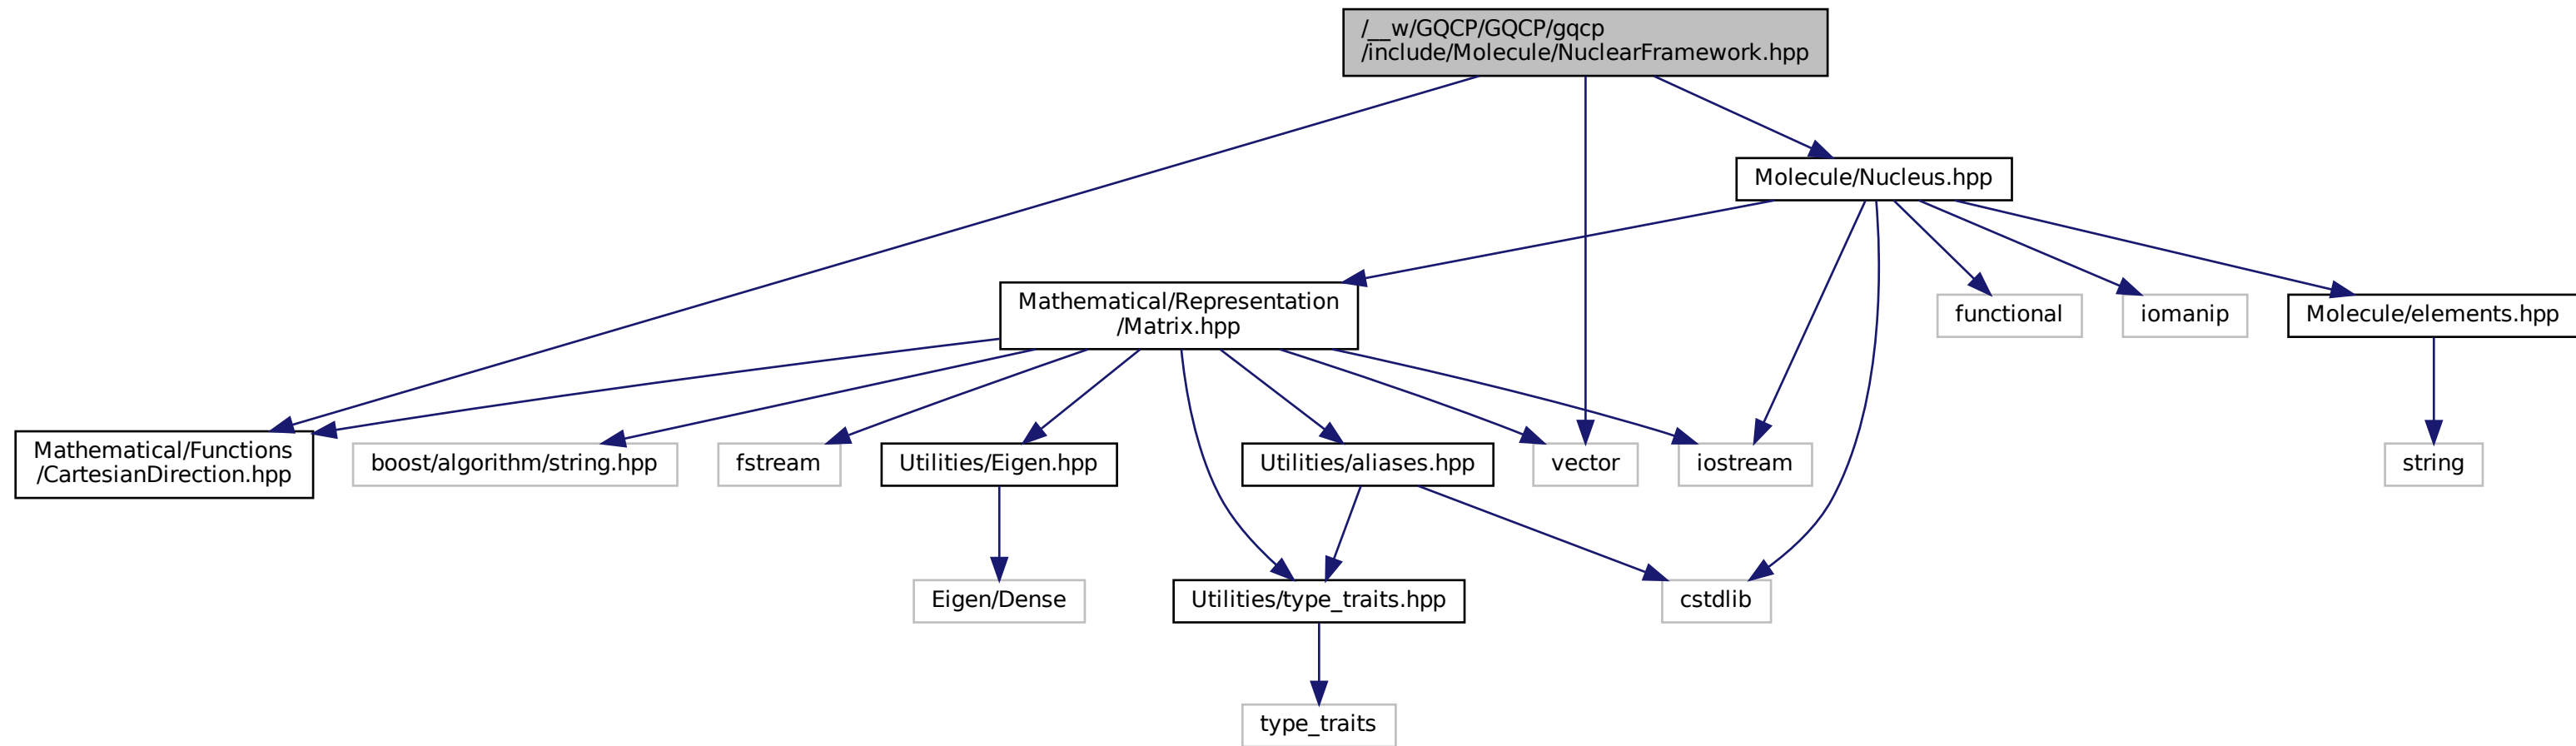 /__w/GQCP/GQCP/gqcp
/include/Molecule/NuclearFramework.hpp
Molecule/Nucleus.hpp
Mathematical/Representation
/Matrix.hpp
functional
iomanip
Molecule/elements.hpp
Mathematical/Functions
/CartesianDirection.hpp
boost/algorithm/string.hpp
fstream
Utilities/Eigen.hpp
Utilities/aliases.hpp
vector
iostream
string
Eigen/Dense
Utilities/type_traits.hpp
cstdlib
type_traits